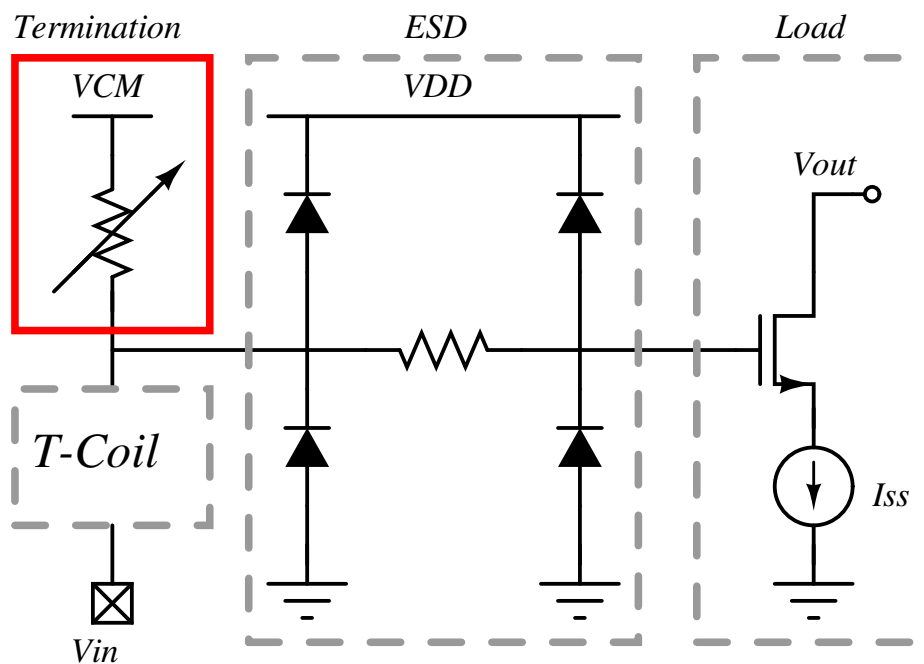 Termination
ESD
Load
VCM
VDD
Vout
T-Coil
Iss
Vin